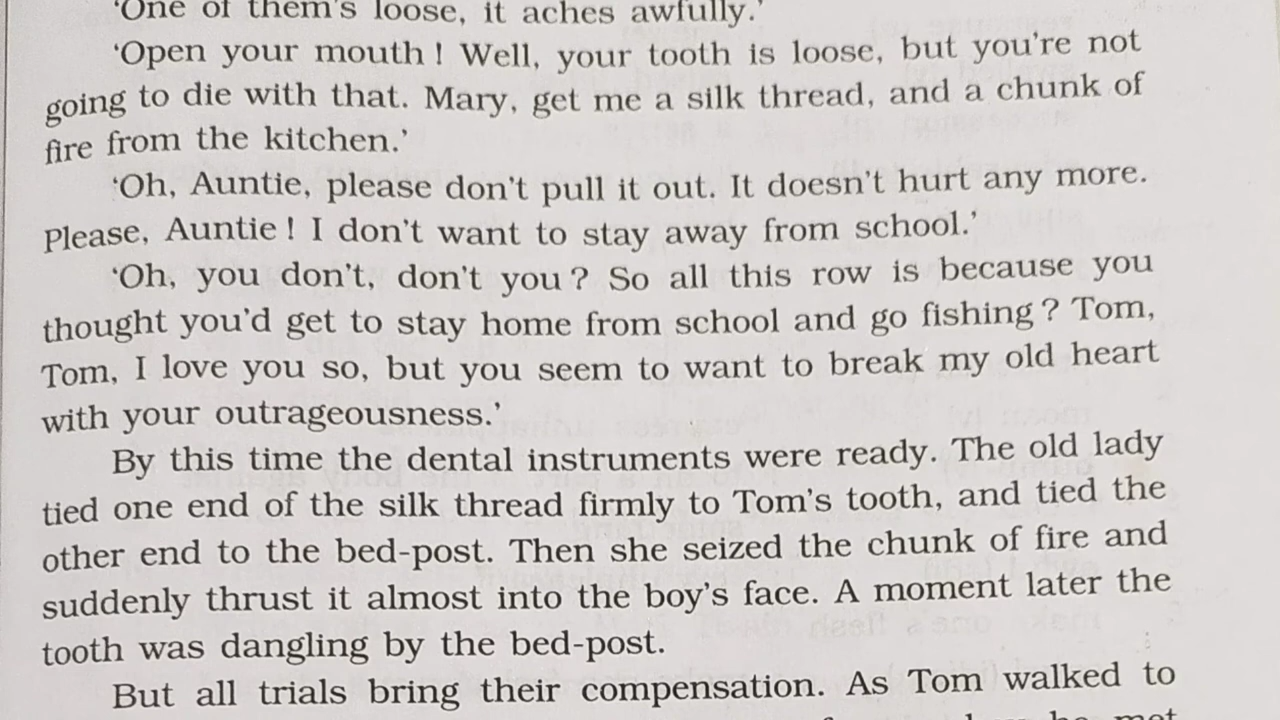 'One of them's loose, it aches awfully.'
'Open your mouth ! Well, your tooth is loose, but you're not
going to die with that. Mary, get me a silk thread, and a chunk of
fire from the kitchen.'
'Oh, Auntie, please don't pull it out. It doesn't hurt any more.
Please, Auntie ! I don't want to stay away from school.'
'Oh, you don't, don't you ? So all this row is because you
thought you'd get to stay home from school and go fishing ? Tom,
Tom, I love you so, but you seem to want to break my old heart
with your outrageousness.'
By this time the dental instruments were ready. The old lady
tied one end of the silk thread firmly to Tom's tooth, and tied the
other end to the bed-post. Then she seized the chunk of fire and
suddenly thrust it almost into the boy's face. A moment later the
tooth was dangling by the bed-post.
But all trials bring their compensation. As Tom walked to
he met